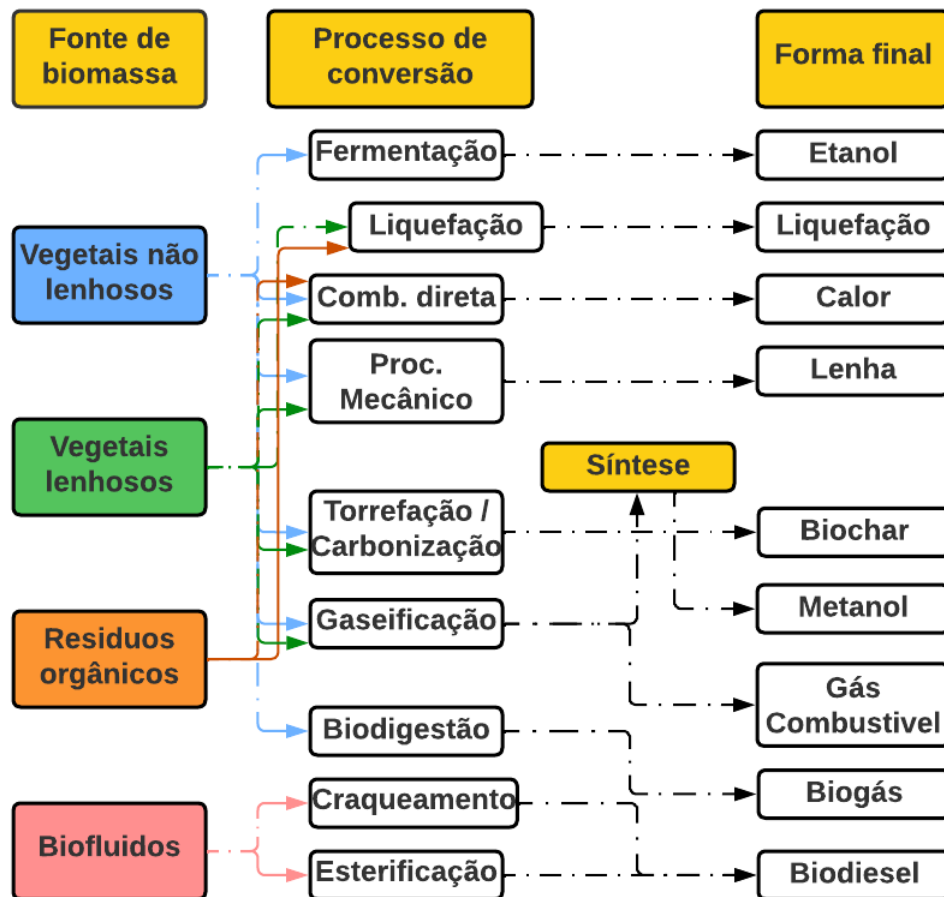 Fonte de
biomassa
Processo de
conversão
Forma final
Fermentação
Etanol
Liquefação
Liquefação
Vegetais não
lenhosos
Comb. direta
Calor
Proc.
Mecânico
Lenha
Vegetais
lenhosos
Síntese
Torrefação /
Carbonização
Biochar
Metanol
Gaseificação
Residuos
orgânicos
Gás
Combustivel
Biodigestão
Biogás
Craqueamento
Biofluidos
Esterificação
Biodiesel